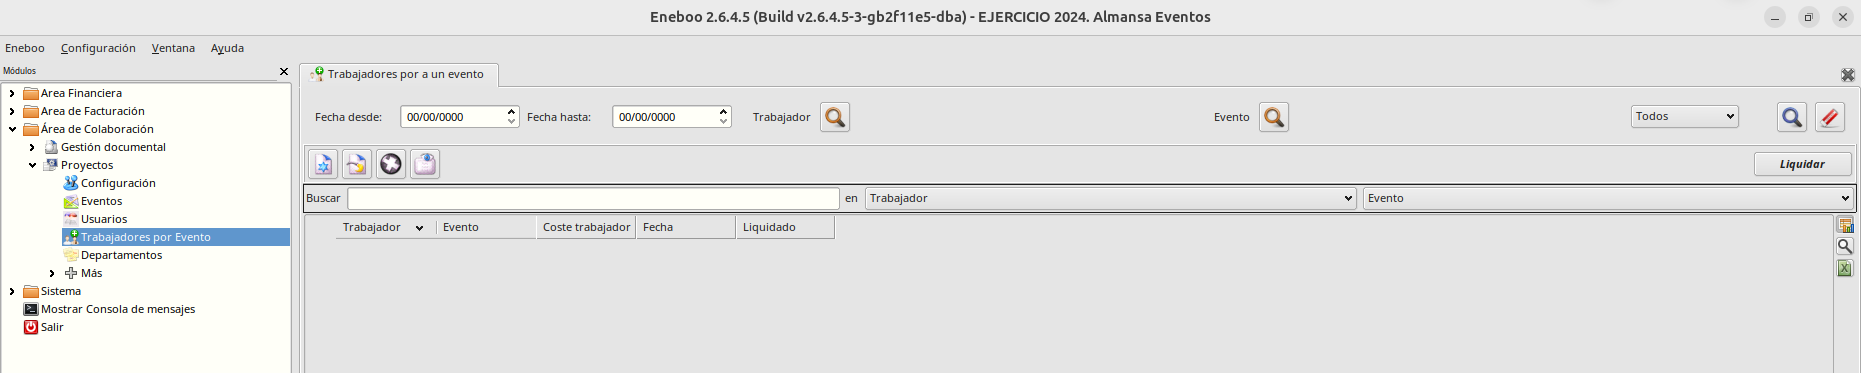 Eneboo 2.6.4.5 (Build v2.6.4.5-3-gb2f11e5-dba) - EJERCICIO 2024. Almansa Eventos
Eneboo Configuración Ventana Ayuda
Módulos
Area Financiera
Area de Facturación
Área de Colaboración
Gestión documental
Proyectos
Configuración
Eventos
Usuarios
Trabajadores por Evento
Departamentos
Más
Sistema
Mostrar Consola de mensajes
Salir
Trabajadores por a un evento
Fecha desde: 00/00/0000 Fecha hasta: 00/00/0000 Trabajador Evento Todos
Liquidar
Buscar en Trabajador Evento
Trabajador Evento Coste trabajador Fecha Liquidado